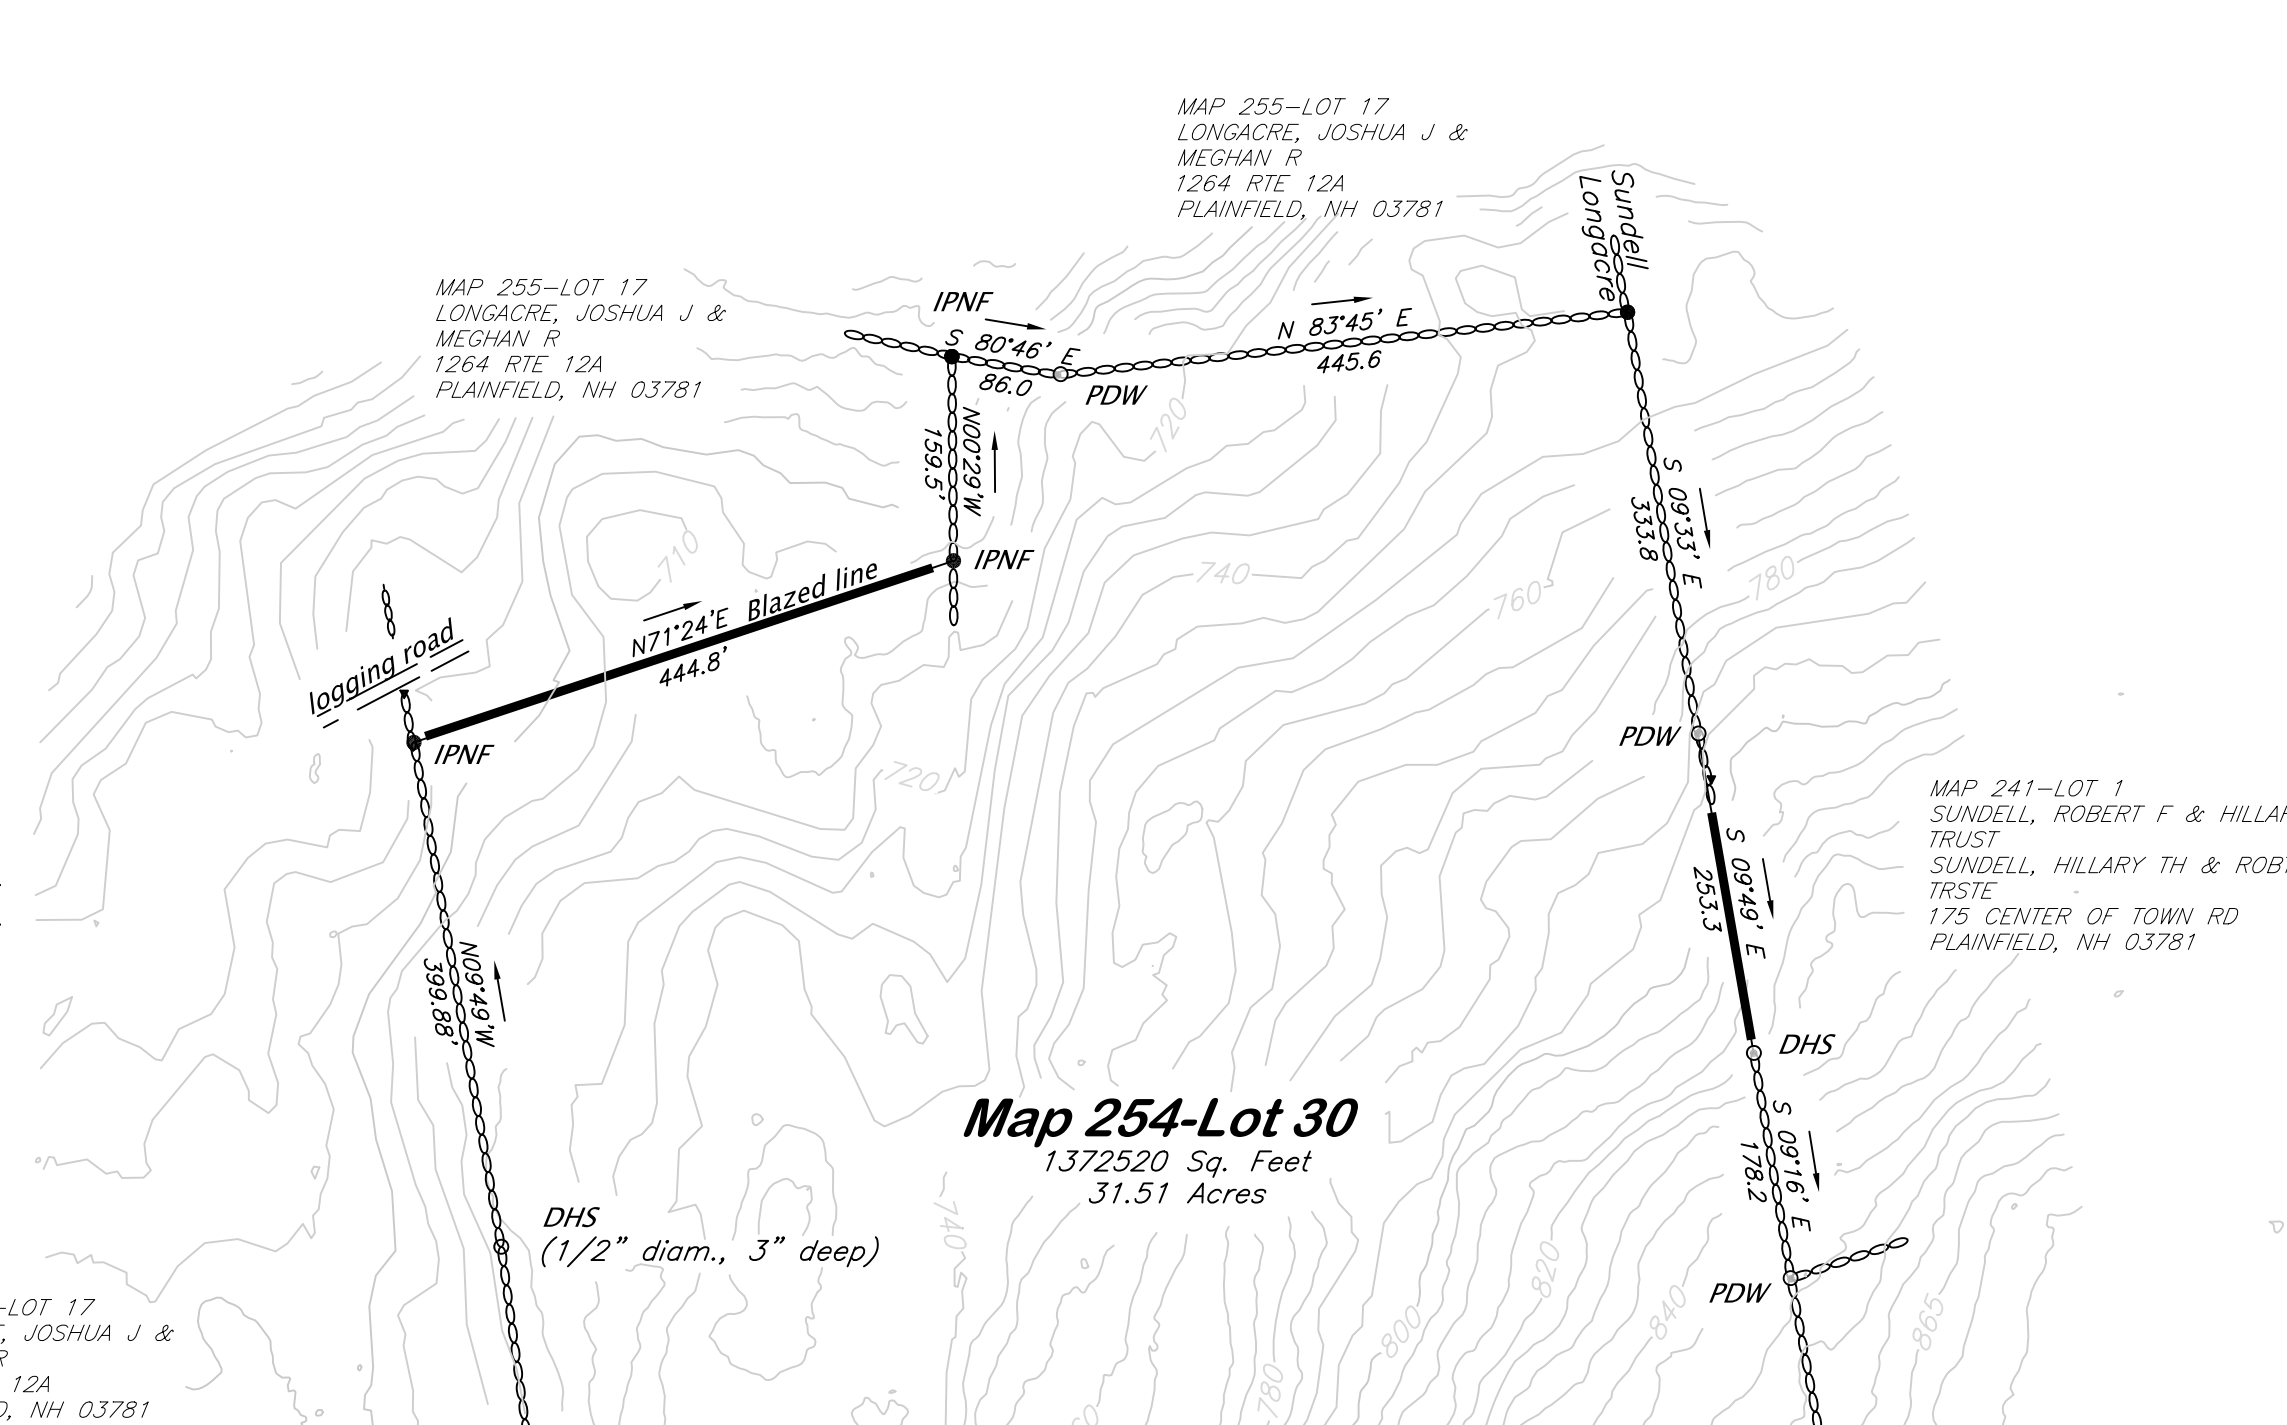 MAP 255-LOT 17
LONGACRE, JOSHUA J &
MEGHAN R
1264 RTE 12A
PLAINFIELD, NH 03781
Sundell
Longacre
MAP 255-LOT 17
LONGACRE, JOSHUA J &
MEGHAN R
1264 RTE 12A
PLAINFIELD, NH 03781
IPNF
S 80°46' E
86.0
PDW
N 83°45' E
445.6
720
N00°29'W
159.5'
IPNF
S 09°33' E
333.8
710
740
760
780
N71°24'E Blazed line
444.8'
logging road
IPNF
720
PDW
MAP 241-LOT 1
SUNDELL, ROBERT F &
TRUST
SUNDELL, HILLARY TH &
TRSTE
175 CENTER OF TOWN RD
PLAINFIELD, NH 03781
S 09°49' E
253.3
N09°49'W
399.88'
DHS
Map 254-Lot 30
1372520 Sq. Feet
31.51 Acres
S 09°16' E
178.2
DHS
(1/2" diam., 3" deep)
740
PDW
820
840
865
800
780
-LOT 17
JOSHUA J &
R
12A
NH 03781